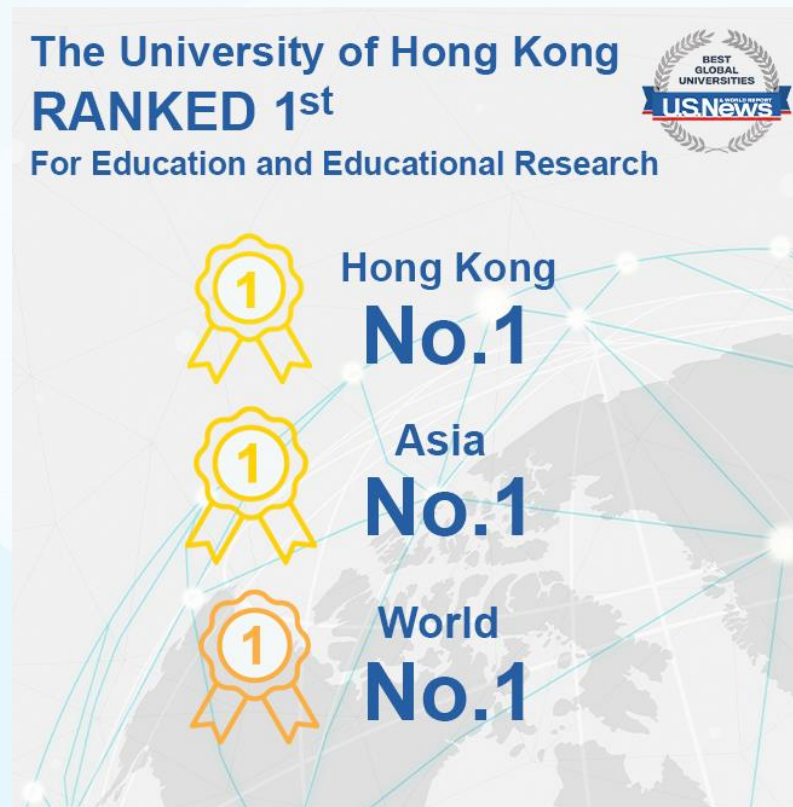 The University of Hong Kong
RANKED 1st
For Education and Educational Research
BEST
GLOBAL
UNIVERSITIES
U.S.News
& WORLD REPORT
1
Hong Kong
No.1
1
Asia
No.1
1
World
No.1